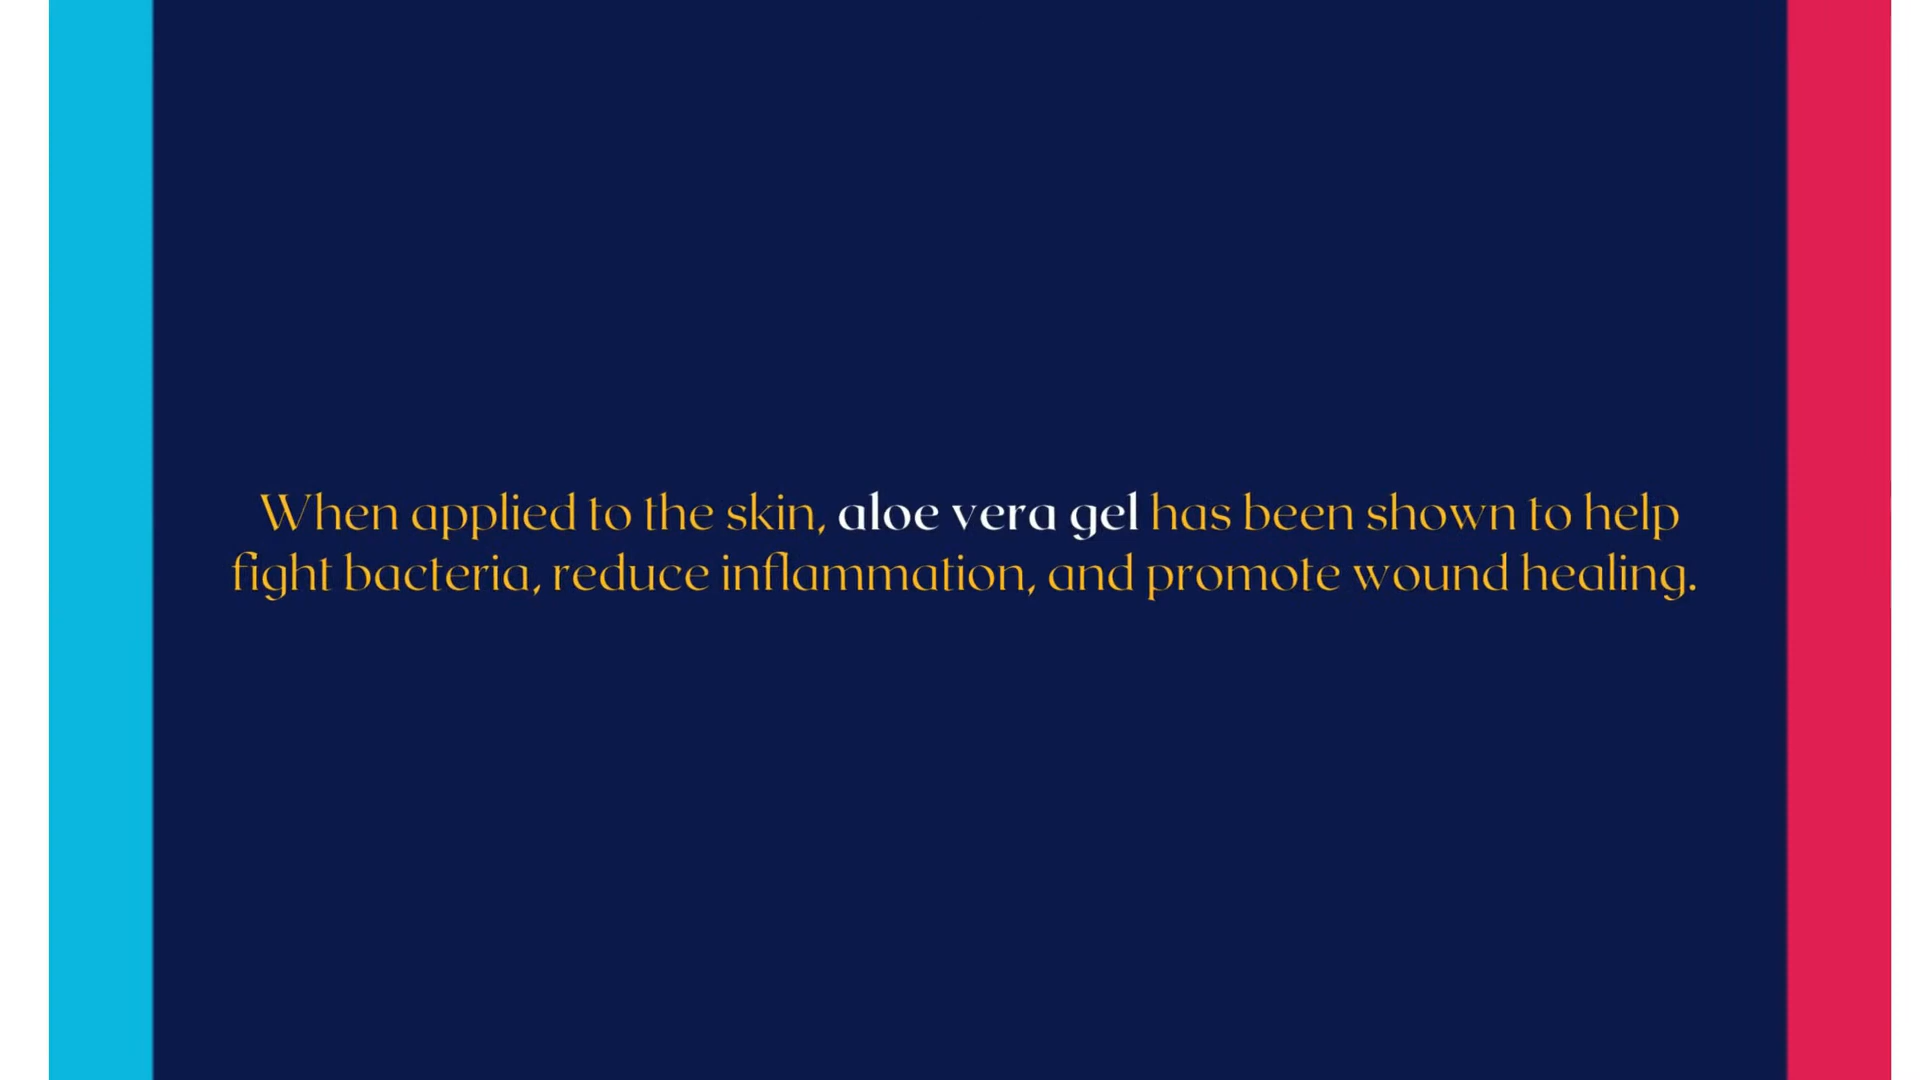 When applied to the skin, aloe vera gel has been shown to help
fight bacteria, reduce inflammation, and promote wound healing.